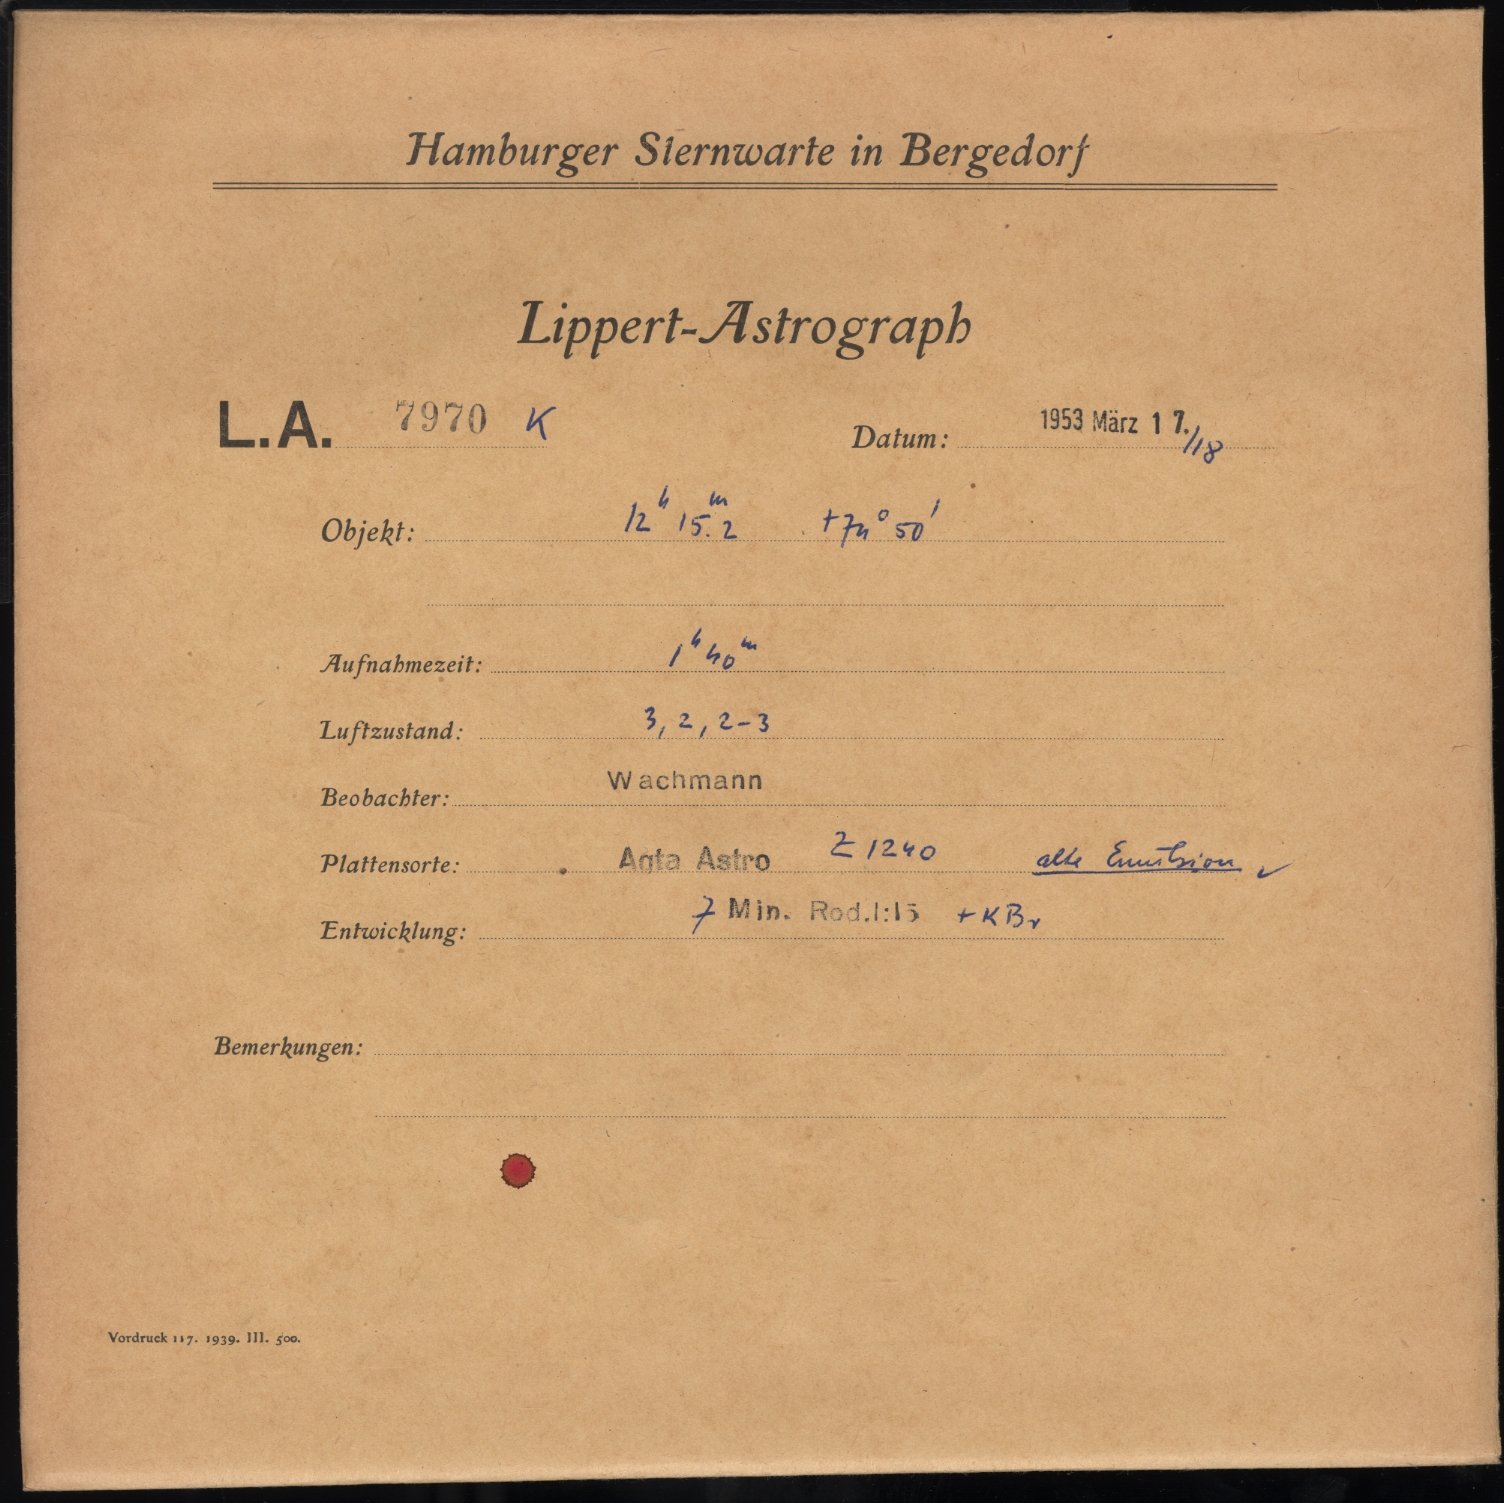 Hamburger Sternwarte in Bergedorf
Lippert-Astrograph
L.A. 7970 K Datum: 1953 März 17./18
Objekt: 12h 15.m2 +74° 50'
Aufnahmezeit: 1h 40m
Luftzustand: 3, 2, 2-3
Beobachter: Wachmann
Plattensorte: Agfa Astro Z 1240 alte Emulsion
Entwicklung: 7 Min. Rod.1:15 + KBr
Bemerkungen:
Vordruck 117. 1939. III. 500.